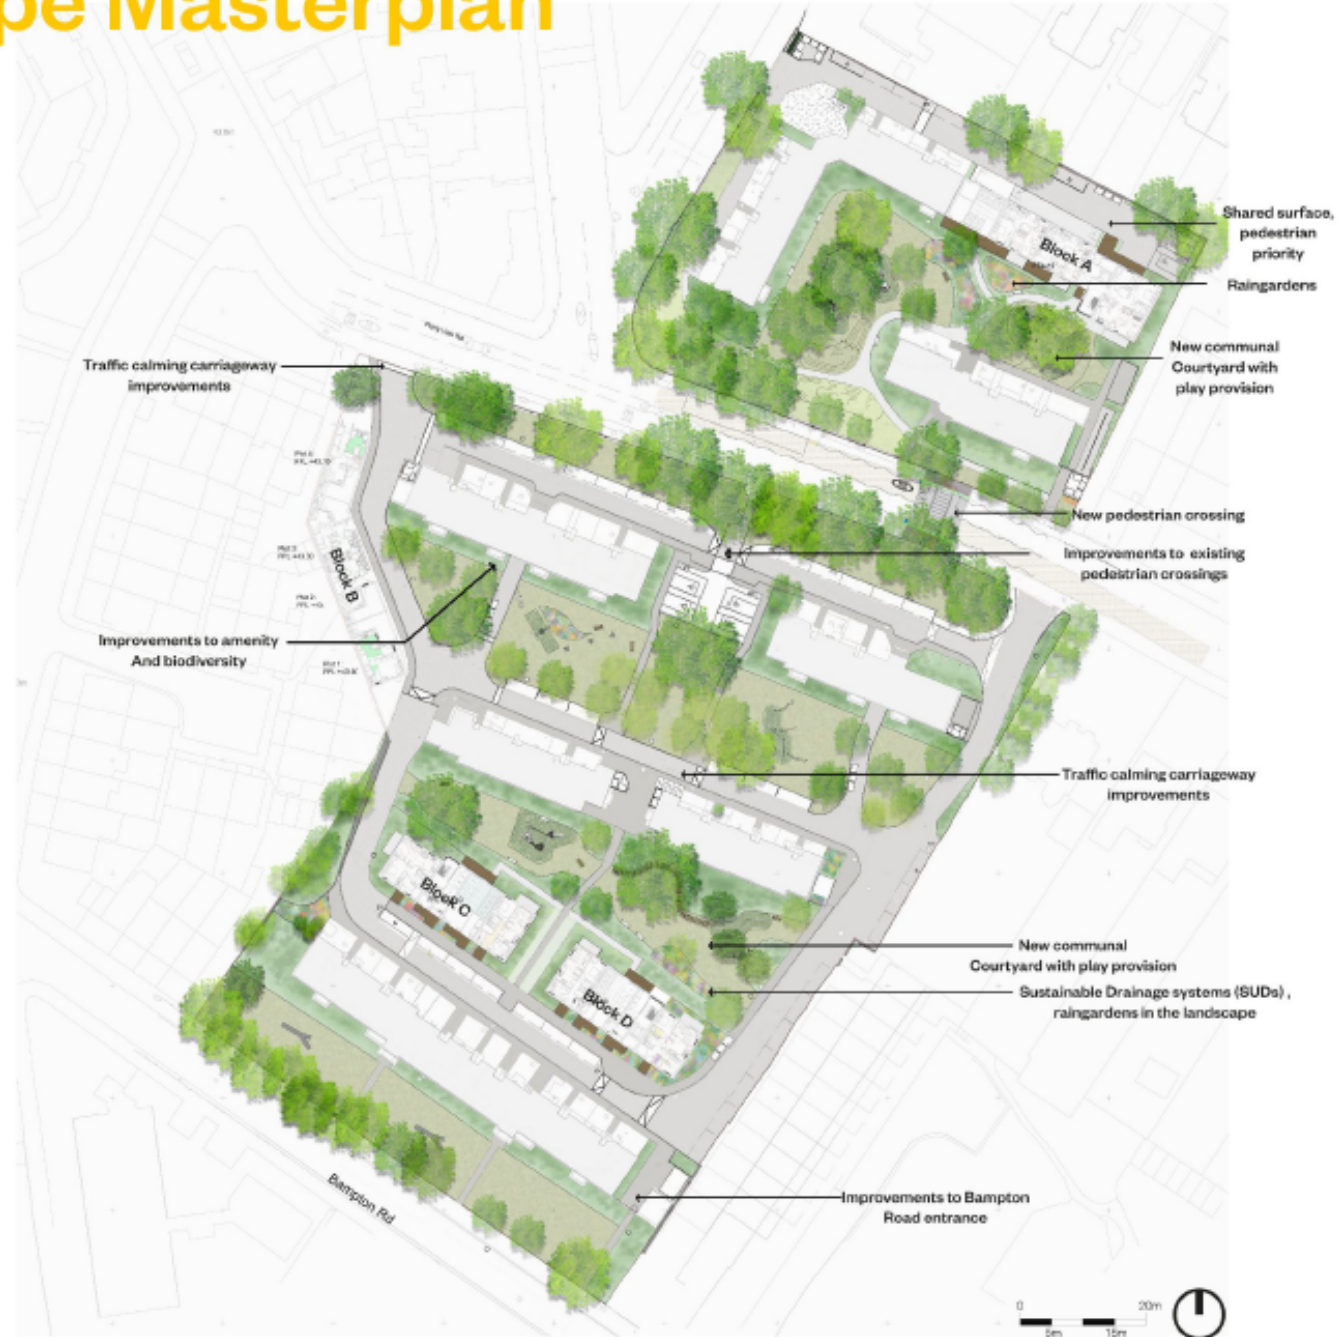 pe Masterplan
Shared surface,
pedestrian
priority
Block A
Raingardens
New communal
Courtyard with
play provision
Traffic calming carriageway
improvements
New pedestrian crossing
Improvements to existing
pedestrian crossings
Block B
Improvements to amenity
And biodiversity
Traffic calming carriageway
improvements
Block C
New communal
Courtyard with play provision
Block D
Sustainable Drainage systems (SUDs) ,
raingardens in the landscape
Improvements to Bampton
Road entrance
Bampton Rd
0
20m
5m
15m